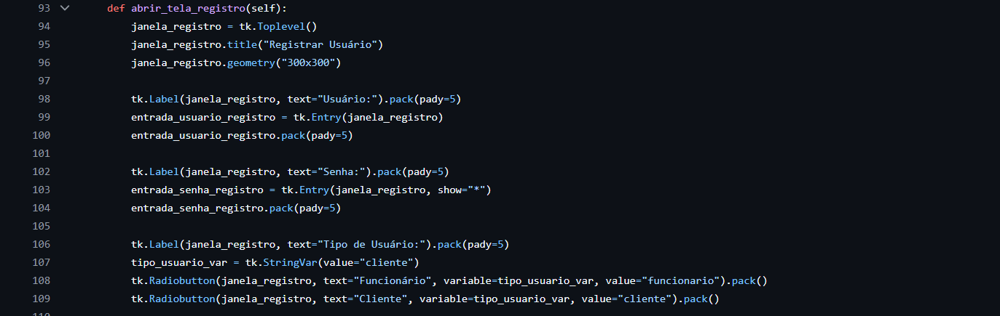 93 def abrir_tela_registro(self):
94 janela_registro = tk.Toplevel()
95 janela_registro.title("Registrar Usuário")
96 janela_registro.geometry("300x300")
97
98 tk.Label(janela_registro, text="Usuário:").pack(pady=5)
99 entrada_usuario_registro = tk.Entry(janela_registro)
100 entrada_usuario_registro.pack(pady=5)
101
102 tk.Label(janela_registro, text="Senha:").pack(pady=5)
103 entrada_senha_registro = tk.Entry(janela_registro, show="*")
104 entrada_senha_registro.pack(pady=5)
105
106 tk.Label(janela_registro, text="Tipo de Usuário:").pack(pady=5)
107 tipo_usuario_var = tk.StringVar(value="cliente")
108 tk.Radiobutton(janela_registro, text="Funcionário", variable=tipo_usuario_var, value="funcionario").pack()
109 tk.Radiobutton(janela_registro, text="Cliente", variable=tipo_usuario_var, value="cliente").pack()